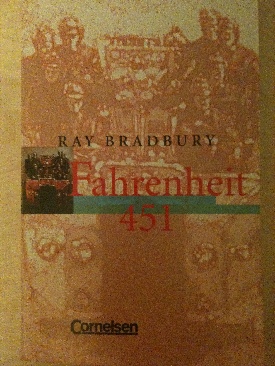 RAY BRADBURY
Fahrenheit
451
Cornelsen